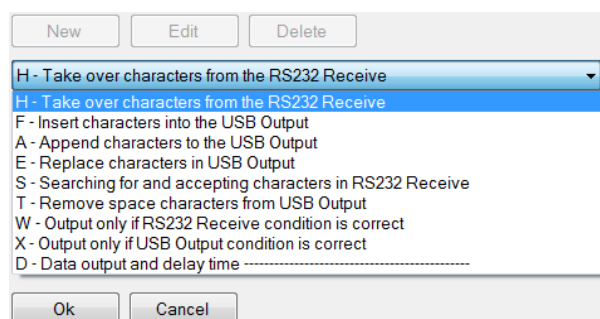 New Edit Delete
H - Take over characters from the RS232 Receive
H - Take over characters from the RS232 Receive
F - Insert characters into the USB Output
A - Append characters to the USB Output
E - Replace characters in USB Output
S - Searching for and accepting characters in RS232 Receive
T - Remove space characters from USB Output
W - Output only if RS232 Receive condition is correct
X - Output only if USB Output condition is correct
D - Data output and delay time ---------------------------------------------
Ok Cancel